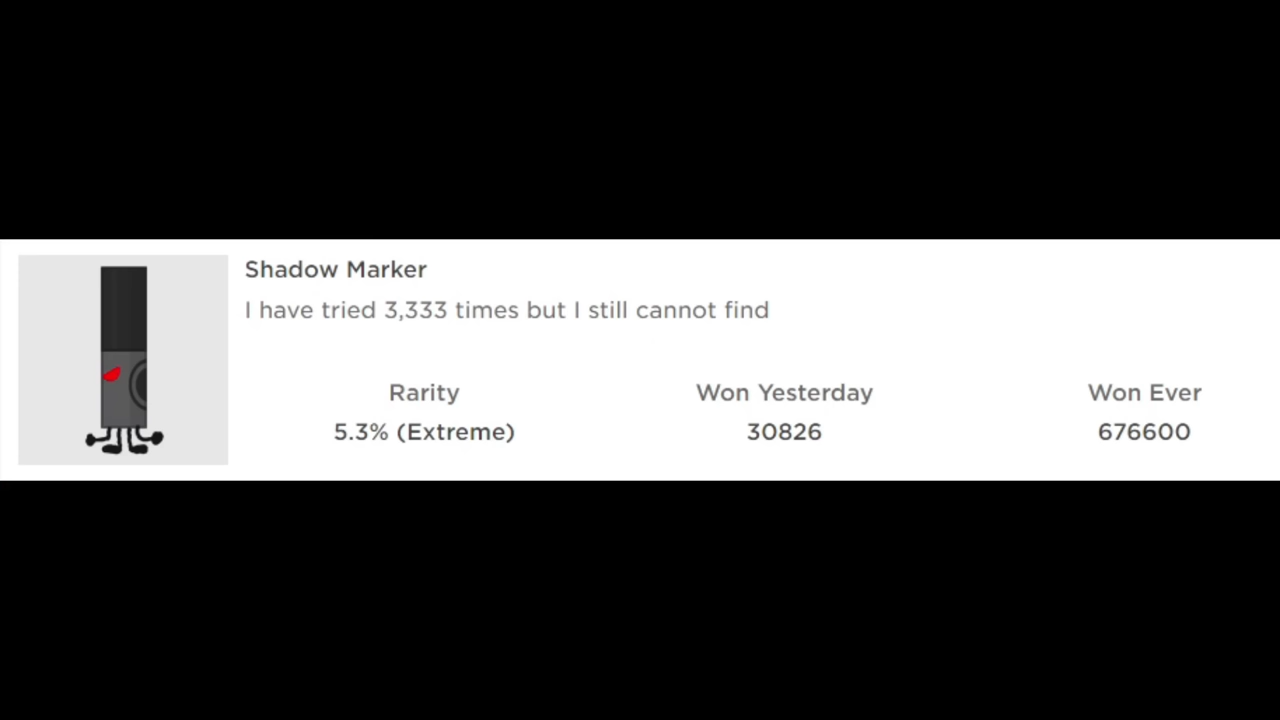 Shadow Marker
I have tried 3,333 times but I still cannot find
Rarity Won Yesterday Won Ever
5.3% (Extreme) 30826 676600